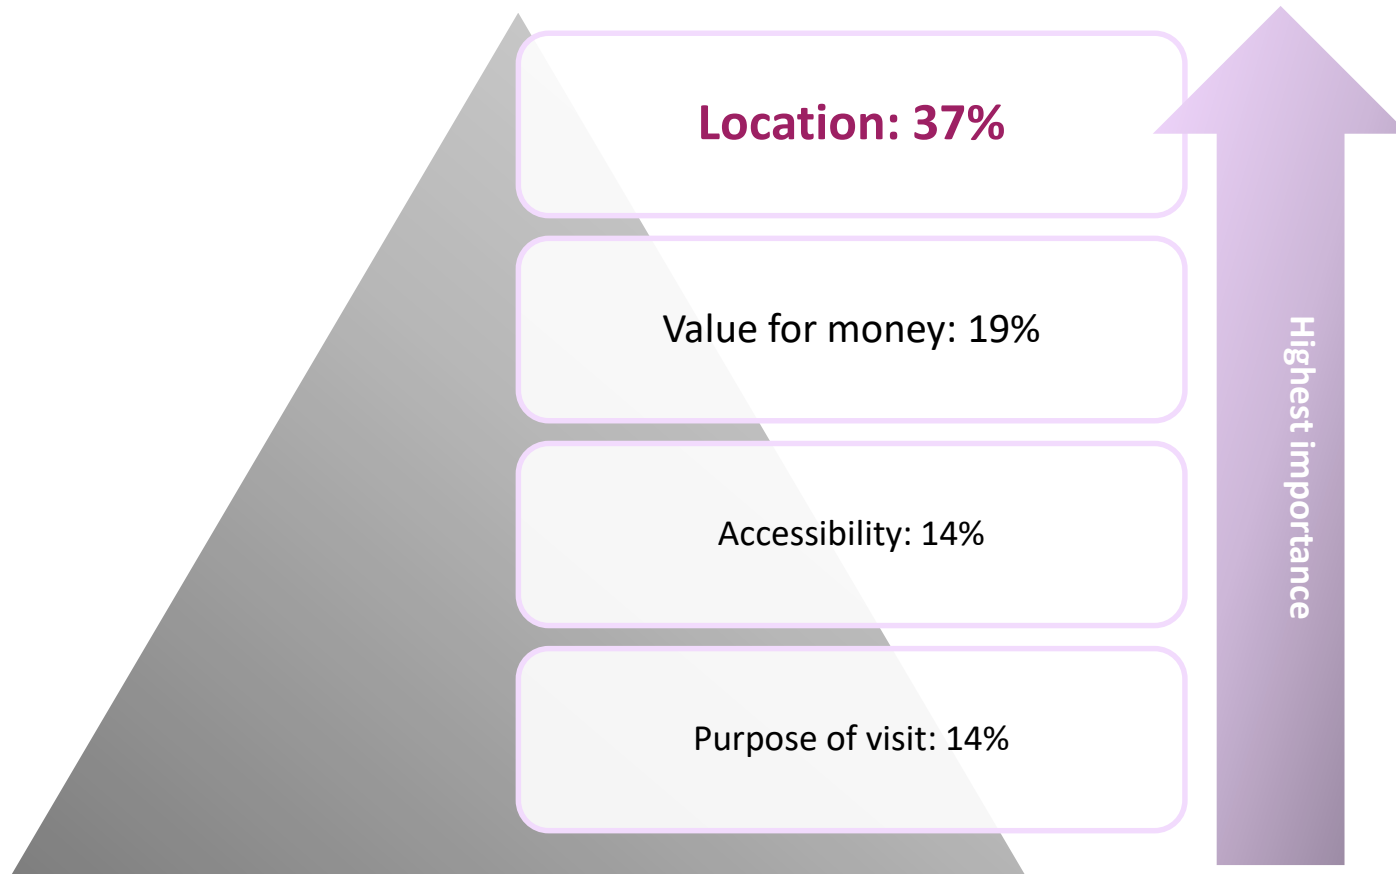 Location: 37%
Value for money: 19%
Accessibility: 14%
Purpose of visit: 14%
Highest importance